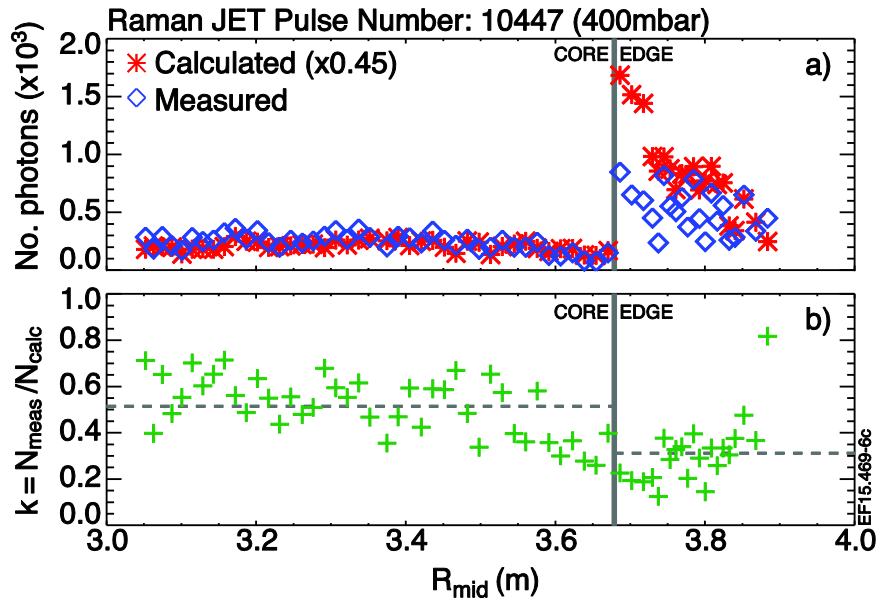 Raman JET Pulse Number: 10447 (400mbar)
No. photons (x10³)
2.0
1.5
1.0
0.5
0.0
Calculated (x0.45)
Measured
CORE EDGE
a)
k = Nmeas/Ncalc
1.0
0.8
0.6
0.4
0.2
0.0
CORE EDGE
b)
EF15.469-6c
3.0 3.2 3.4 3.6 3.8 4.0
Rmid (m)